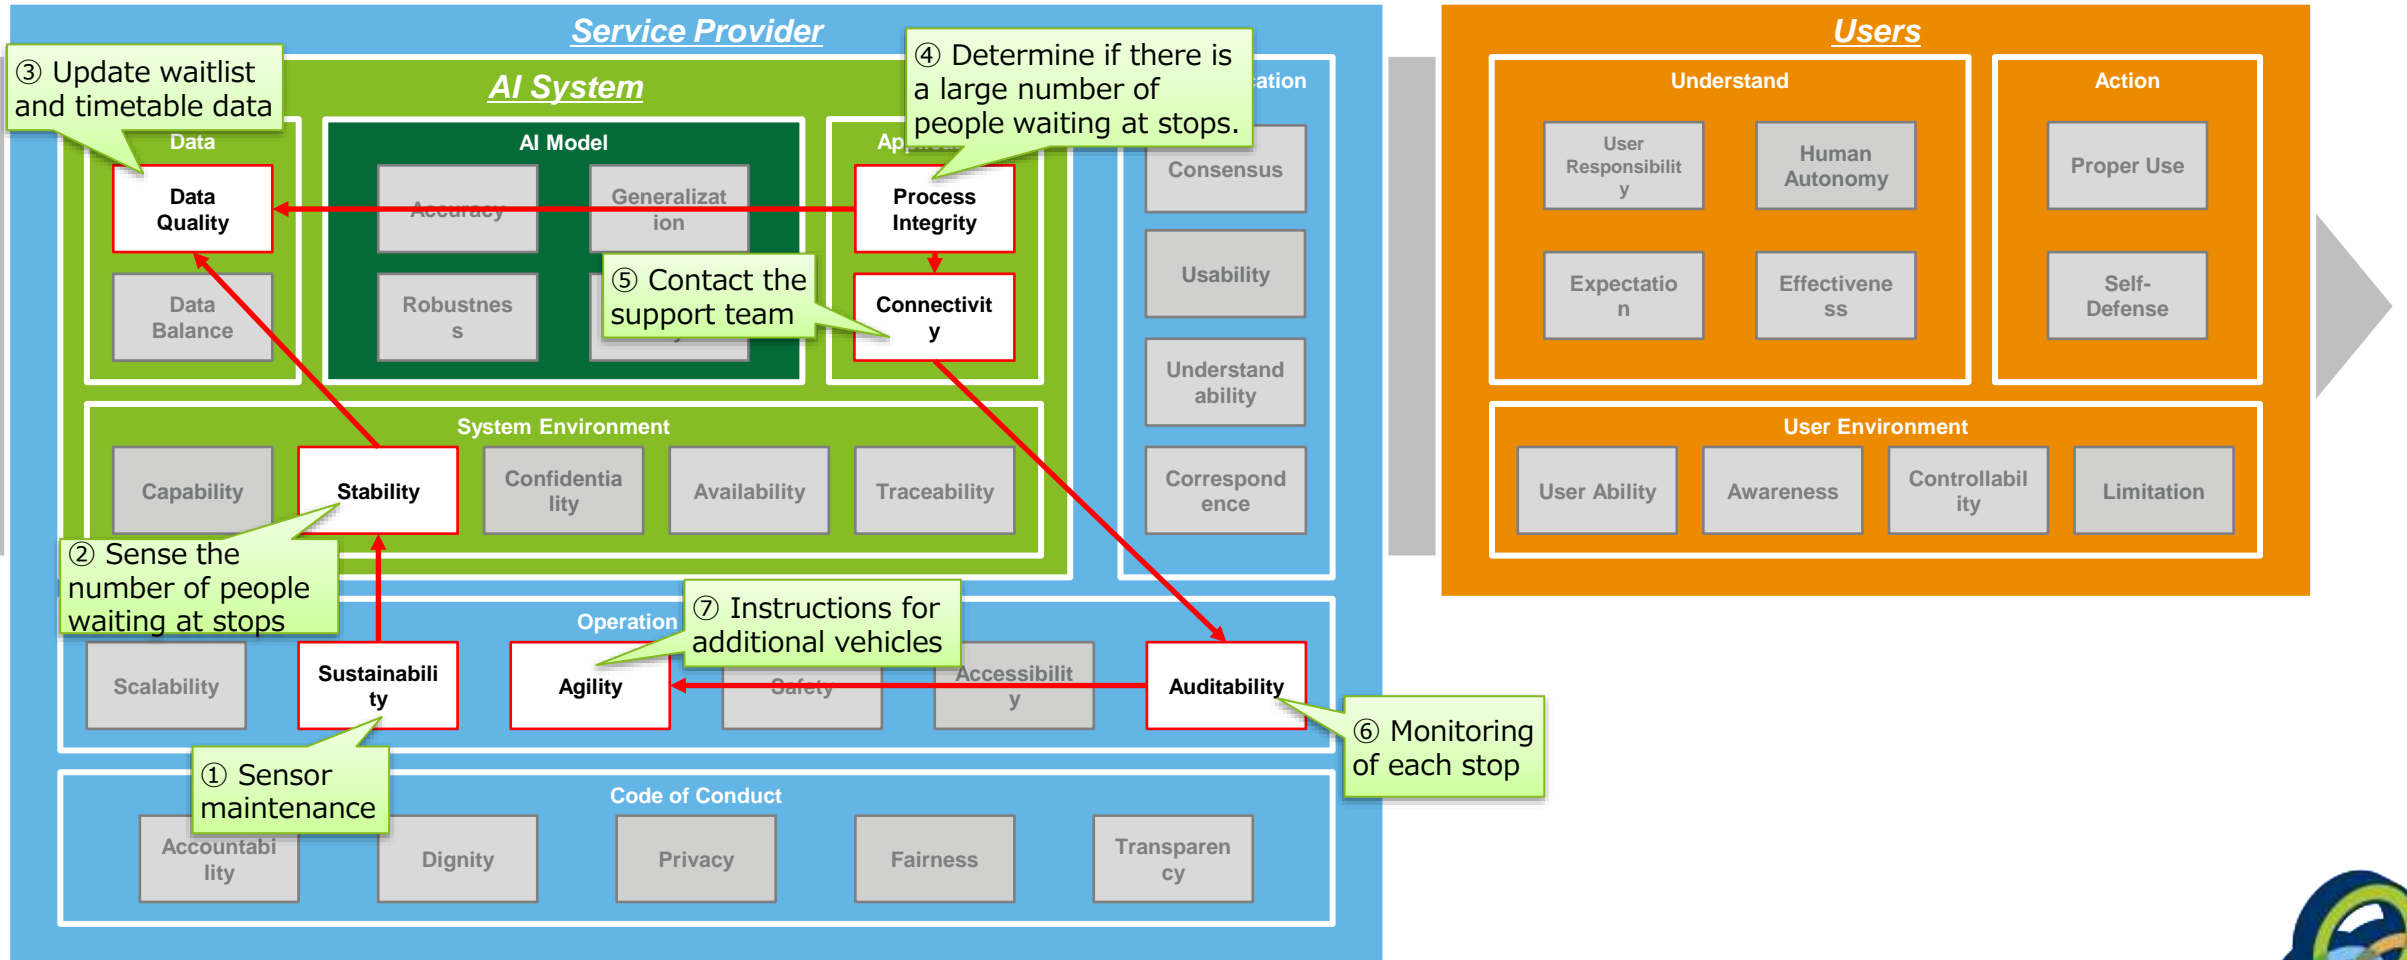 Service Provider
Users
③ Update waitlist
and timetable data
AI System
④ Determine if there is
a large number of
people waiting at stops.
cation
Understand
Action
Data
AI Model
Data
Quality
Accuracy
Generalizat
ion
Process
Integrity
Consensus
User
Responsibilit
y
Human
Autonomy
Proper Use
Data
Balance
Robustnes
s
⑤ Contact the
support team
Connectivit
y
Usability
Expectatio
n
Effectivene
ss
Self-
Defense
Understand
ability
System Environment
User Environment
Capability
Stability
Confidentia
lity
Availability
Traceability
Correspond
ence
User Ability
Awareness
Controllabil
ity
Limitation
② Sense the
number of people
waiting at stops
Operation
⑦ Instructions for
additional vehicles
Scalability
Sustainabili
ty
Agility
Safety
Accessibilit
y
Auditability
① Sensor
maintenance
⑥ Monitoring
of each stop
Code of Conduct
Accountabi
lity
Dignity
Privacy
Fairness
Transparen
cy